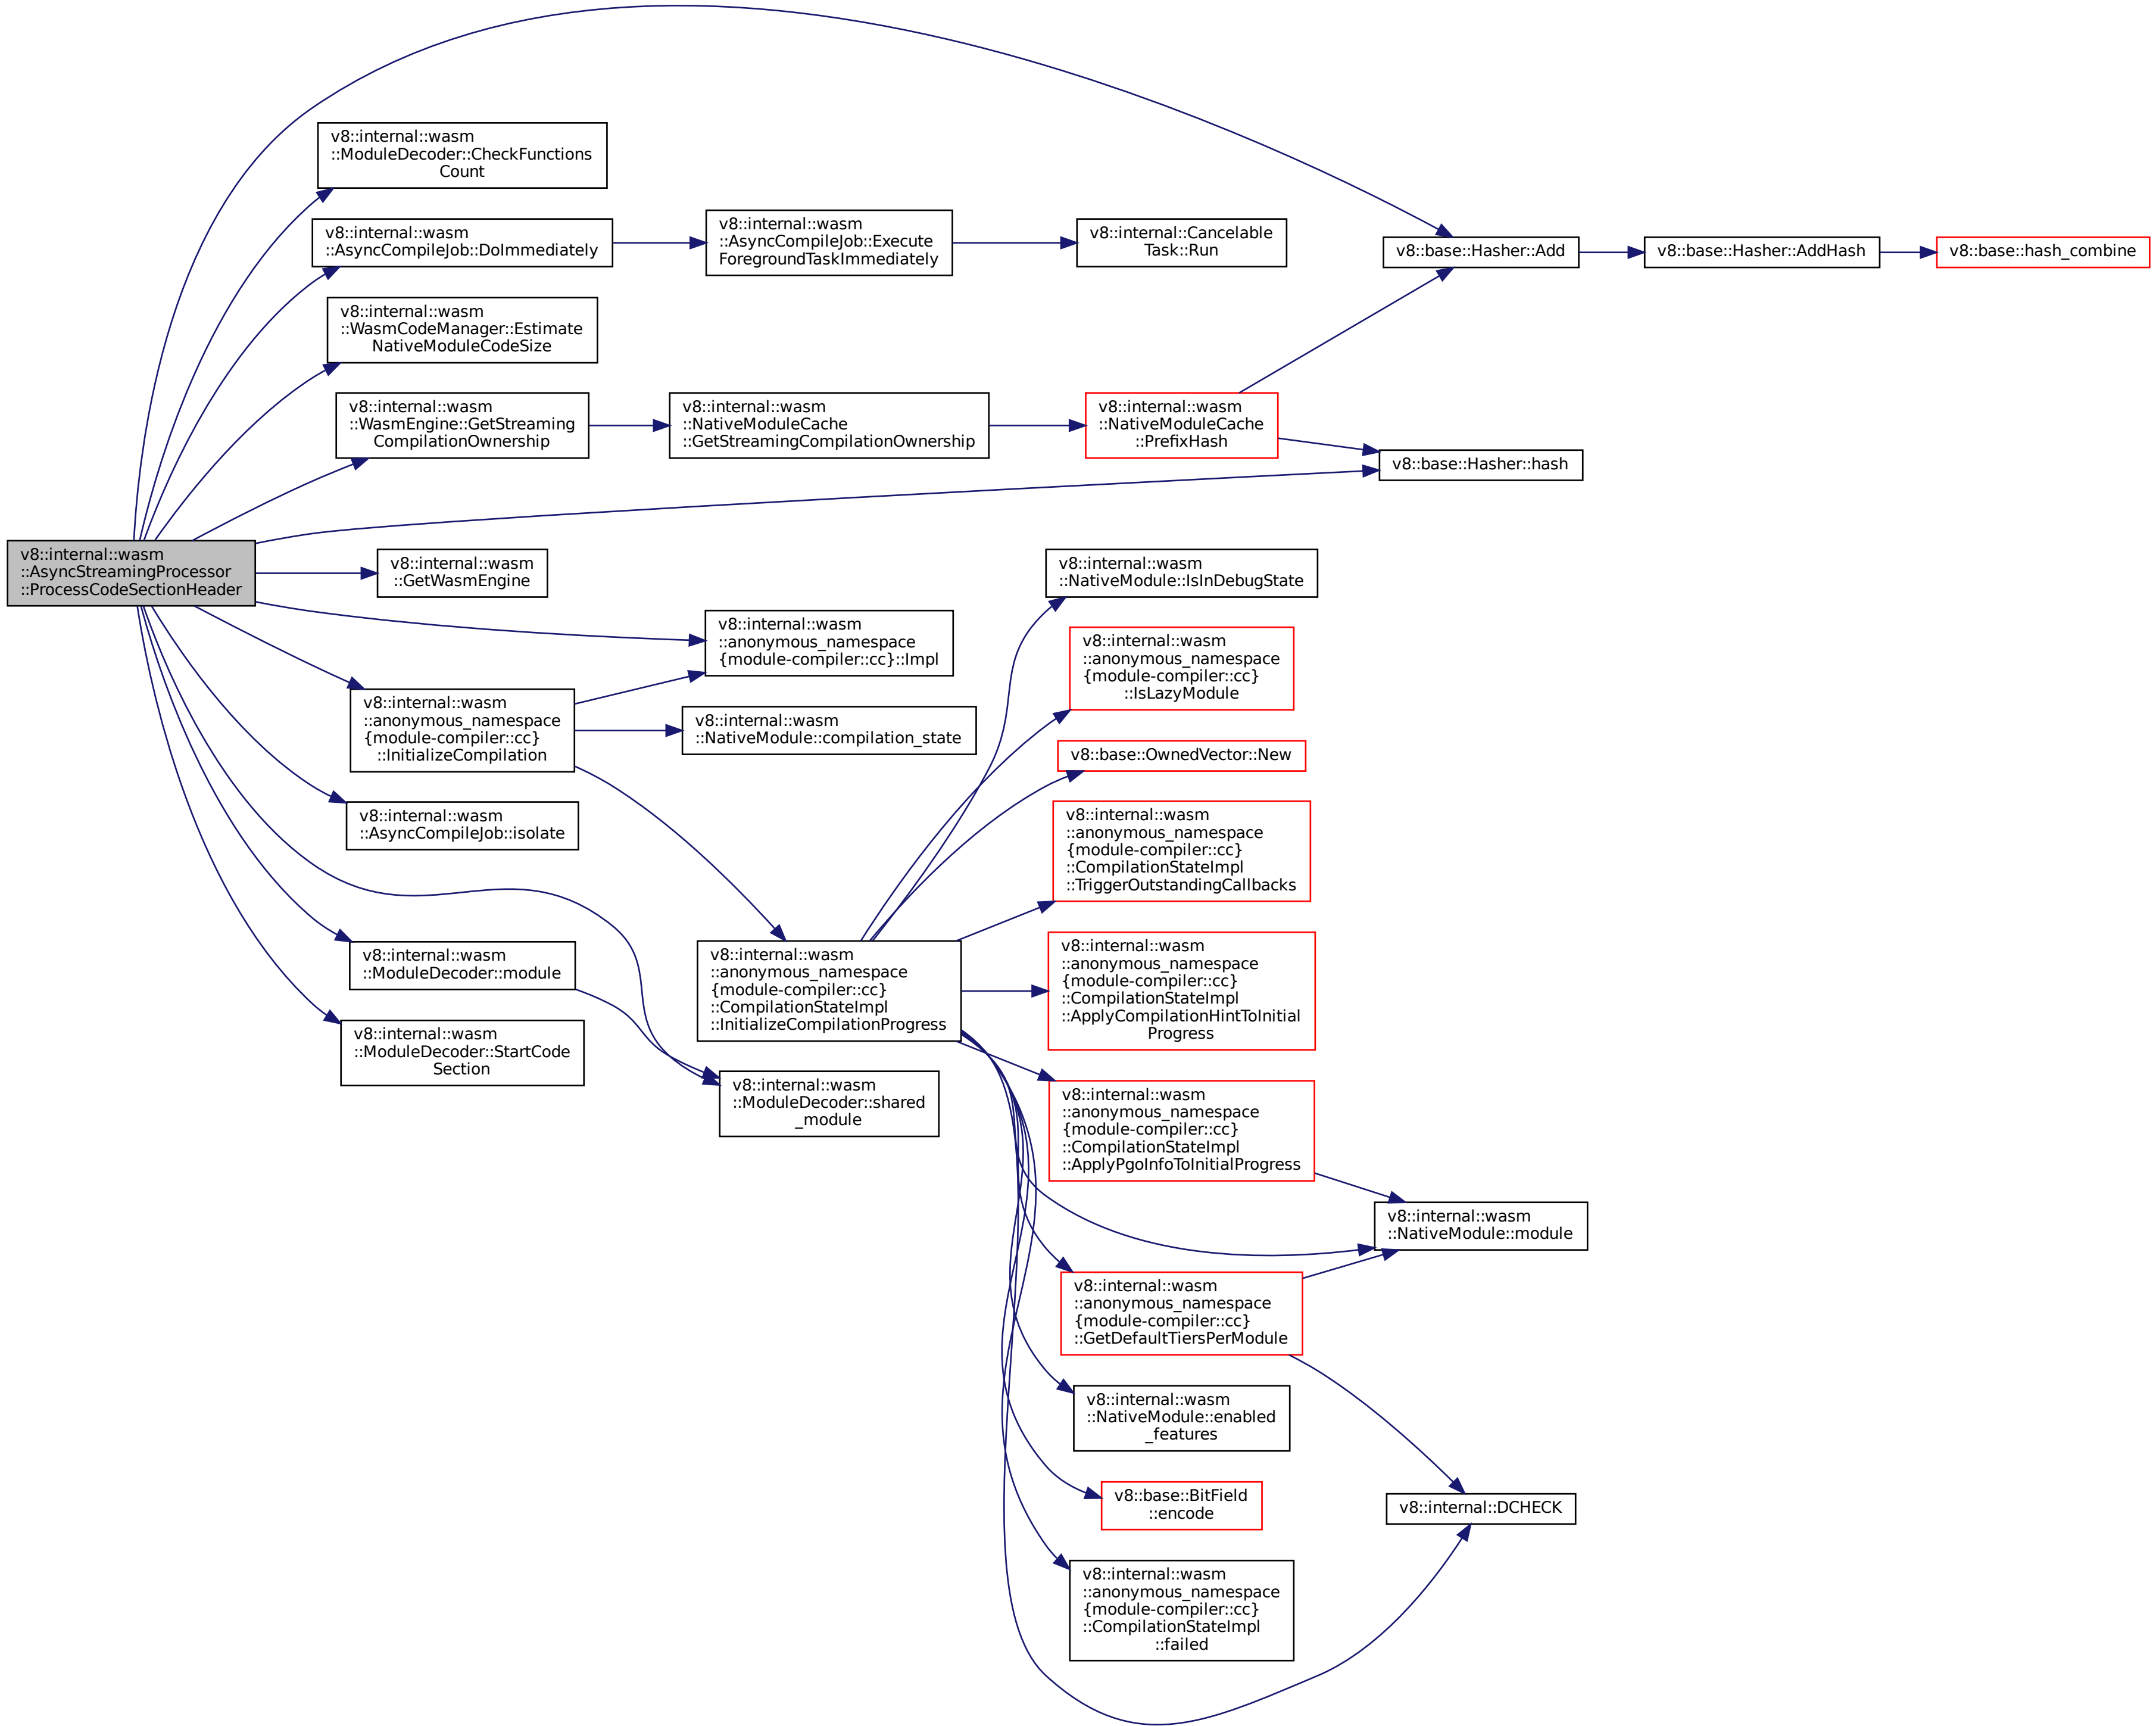 v8::internal::wasm
::AsyncStreamingProcessor
::ProcessCodeSectionHeader
v8::internal::wasm
::ModuleDecoder::CheckFunctions
Count
v8::internal::wasm
::AsyncCompileJob::DoImmediately
v8::internal::wasm
::AsyncCompileJob::Execute
ForegroundTaskImmediately
v8::internal::Cancelable
Task::Run
v8::base::Hasher::Add
v8::base::Hasher::AddHash
v8::base::hash_combine
v8::internal::wasm
::WasmCodeManager::Estimate
NativeModuleCodeSize
v8::internal::wasm
::WasmEngine::GetStreaming
CompilationOwnership
v8::internal::wasm
::NativeModuleCache
::GetStreamingCompilationOwnership
v8::internal::wasm
::NativeModuleCache
::PrefixHash
v8::base::Hasher::hash
v8::internal::wasm
::GetWasmEngine
v8::internal::wasm
::anonymous_namespace
{module-compiler::cc}::Impl
v8::internal::wasm
::anonymous_namespace
{module-compiler::cc}
::InitializeCompilation
v8::internal::wasm
::NativeModule::compilation_state
v8::internal::wasm
::AsyncCompileJob::isolate
v8::internal::wasm
::ModuleDecoder::module
v8::internal::wasm
::ModuleDecoder::StartCode
Section
v8::internal::wasm
::anonymous_namespace
{module-compiler::cc}
::CompilationStateImpl
::InitializeCompilationProgress
v8::internal::wasm
::ModuleDecoder::shared
_module
v8::internal::wasm
::NativeModule::IsInDebugState
v8::internal::wasm
::anonymous_namespace
{module-compiler::cc}
::IsLazyModule
v8::base::OwnedVector::New
v8::internal::wasm
::anonymous_namespace
{module-compiler::cc}
::CompilationStateImpl
::TriggerOutstandingCallbacks
v8::internal::wasm
::anonymous_namespace
{module-compiler::cc}
::CompilationStateImpl
::ApplyCompilationHintToInitial
Progress
v8::internal::wasm
::anonymous_namespace
{module-compiler::cc}
::CompilationStateImpl
::ApplyPgoInfoToInitialProgress
v8::internal::wasm
::NativeModule::module
v8::internal::wasm
::anonymous_namespace
{module-compiler::cc}
::GetDefaultTiersPerModule
v8::internal::wasm
::NativeModule::enabled
_features
v8::base::BitField
::encode
v8::internal::DCHECK
v8::internal::wasm
::anonymous_namespace
{module-compiler::cc}
::CompilationStateImpl
::failed